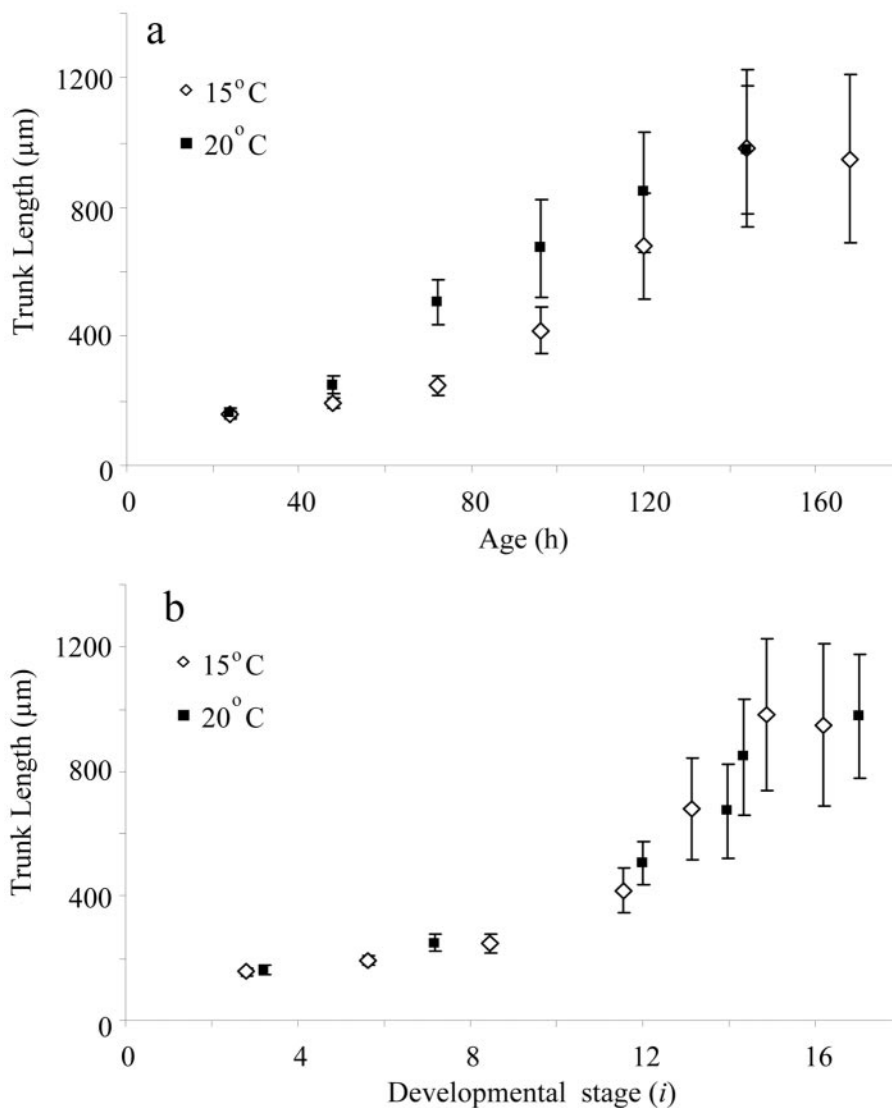 a
1200
15°C
20°C
800
Trunk Length (µm)
400
0
0 40 80 120 160
Age (h)
b
1200
15°C
20°C
800
Trunk Length (µm)
400
0
0 4 8 12 16
Developmental stage (i)